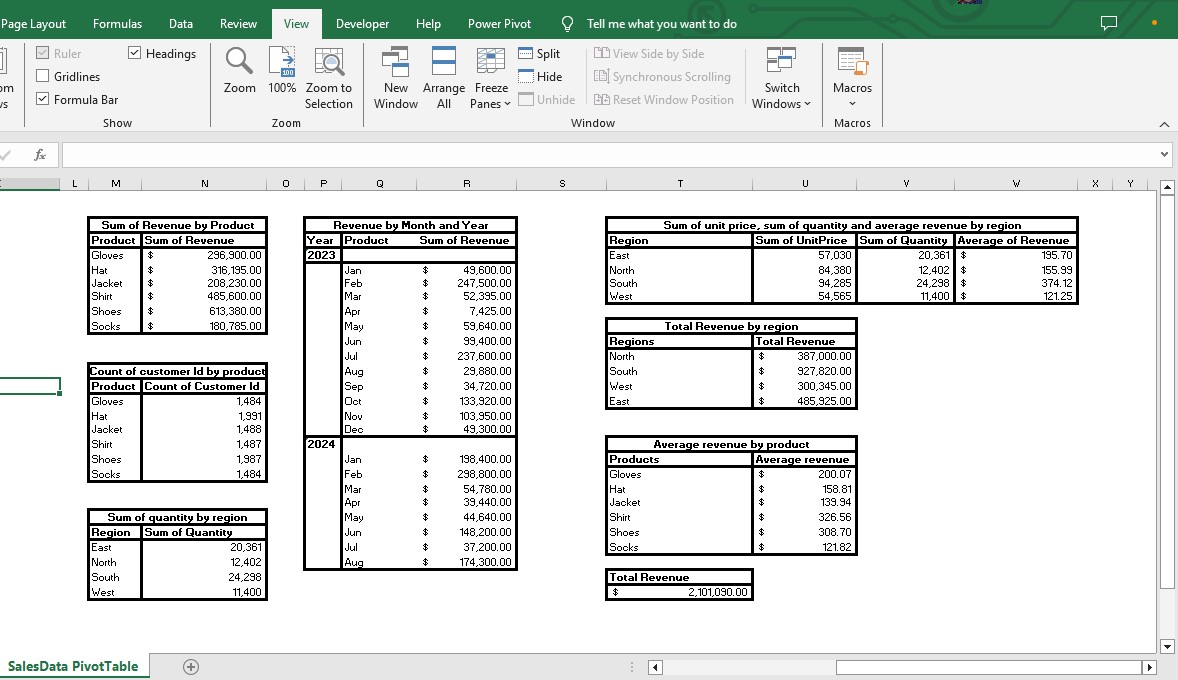 Page Layout Formulas Data Review View Developer Help Power Pivot Tell me what you want to do
Ruler Headings
Gridlines
Formula Bar
Show
Zoom 100% Zoom to Selection
100
Zoom
New Window Arrange All Freeze Panes
Split
Hide
Unhide
View Side by Side
Synchronous Scrolling
Reset Window Position
Switch Windows
Window
Macros
Macros
fx
L M N O P Q R S T U V W X Y
Sum of Revenue by Product
Product Sum of Revenue
Gloves $ 296,900.00
Hat $ 316,195.00
Jacket $ 208,230.00
Shirt $ 485,600.00
Shoes $ 613,380.00
Socks $ 180,785.00
Count of customer Id by product
Product Count of Customer Id
Gloves 1,484
Hat 1,991
Jacket 1,488
Shirt 1,487
Shoes 1,987
Socks 1,484
Sum of quantity by region
Region Sum of Quantity
East 20,361
North 12,402
South 24,298
West 11,400
Revenue by Month and Year
Year Product Sum of Revenue
2023
Jan $ 49,600.00
Feb $ 247,500.00
Mar $ 52,395.00
Apr $ 7,425.00
May $ 59,640.00
Jun $ 99,400.00
Jul $ 237,600.00
Aug $ 29,880.00
Sep $ 34,720.00
Oct $ 133,920.00
Nov $ 103,950.00
Dec $ 49,300.00
2024
Jan $ 198,400.00
Feb $ 298,800.00
Mar $ 54,780.00
Apr $ 39,440.00
May $ 44,640.00
Jun $ 148,200.00
Jul $ 37,200.00
Aug $ 174,300.00
Sum of unit price, sum of quantity and average revenue by region
Region Sum of UnitPrice Sum of Quantity Average of Revenue
East 57,030 20,361 $ 195.70
North 84,380 12,402 $ 155.99
South 94,285 24,298 $ 374.12
West 54,565 11,400 $ 121.25
Total Revenue by region
Regions Total Revenue
North $ 387,000.00
South $ 927,820.00
West $ 300,345.00
East $ 485,925.00
Average revenue by product
Products Average revenue
Gloves $ 200.07
Hat $ 158.81
Jacket $ 139.94
Shirt $ 326.56
Shoes $ 308.70
Socks $ 121.82
Total Revenue
$ 2,101,090.00
SalesData PivotTable